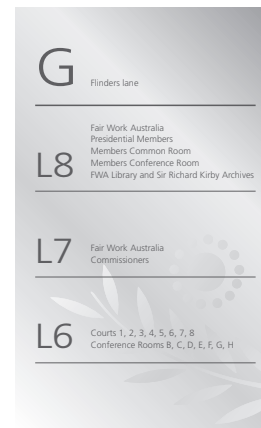 G
Flinders lane
L8
Fair Work Australia
Presidential Members
Members Common Room
Members Conference Room
FWA Library and Sir Richard Kirby Archives
L7
Fair Work Australia
Commissioners
L6
Courts 1, 2, 3, 4, 5, 6, 7, 8
Conference Rooms B, C, D, E, F, G, H